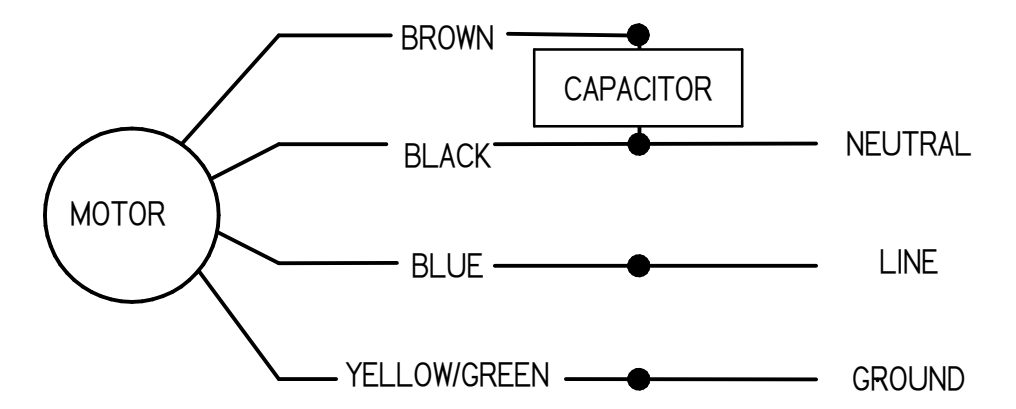 BROWN
CAPACITOR
BLACK
NEUTRAL
MOTOR
BLUE
LINE
YELLOW/GREEN
GROUND